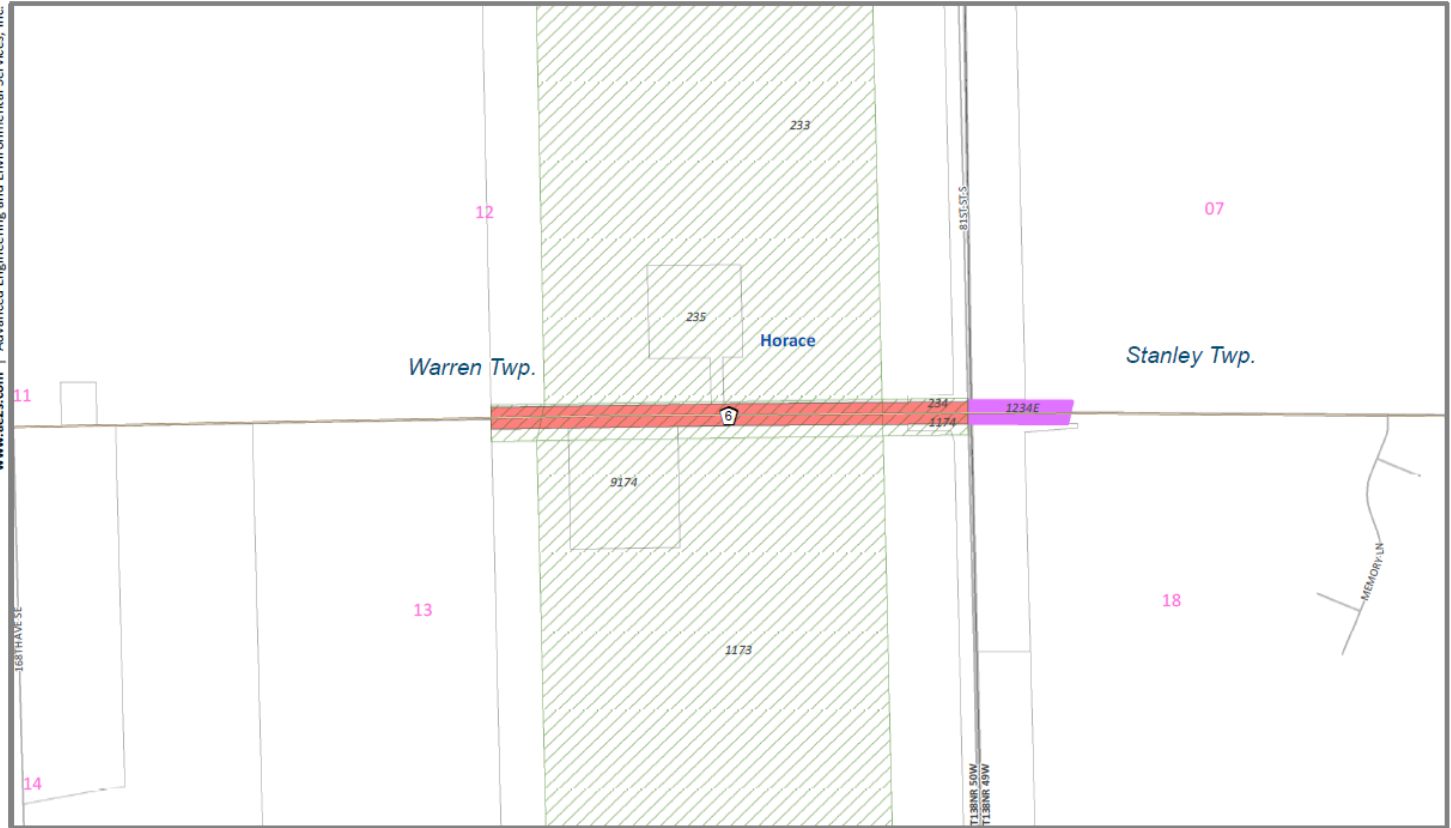 www.ae2s.com | Advanced Engineering and Environmental Services, Inc.
233
12
07
81ST ST S
235
Horace
Warren Twp.
Stanley Twp.
11
234
1234E
6
1174
9174
MEMORY LN
13
18
168TH AVE SE
1173
14
T138NR 50W
T138NR 49W